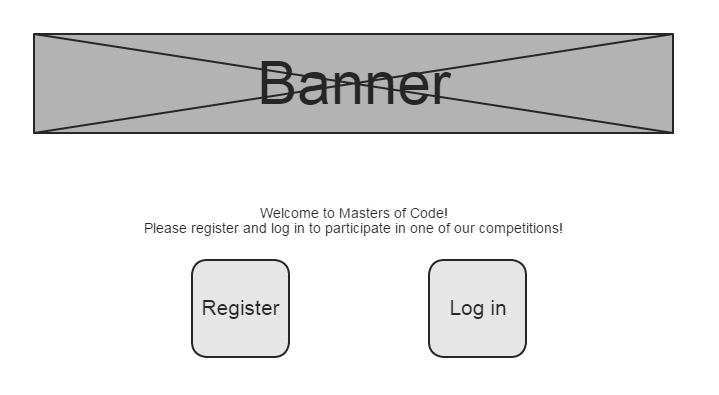 Banner
Welcome to Masters of Code!
Please register and log in to participate in one of our competitions!
Register
Log in